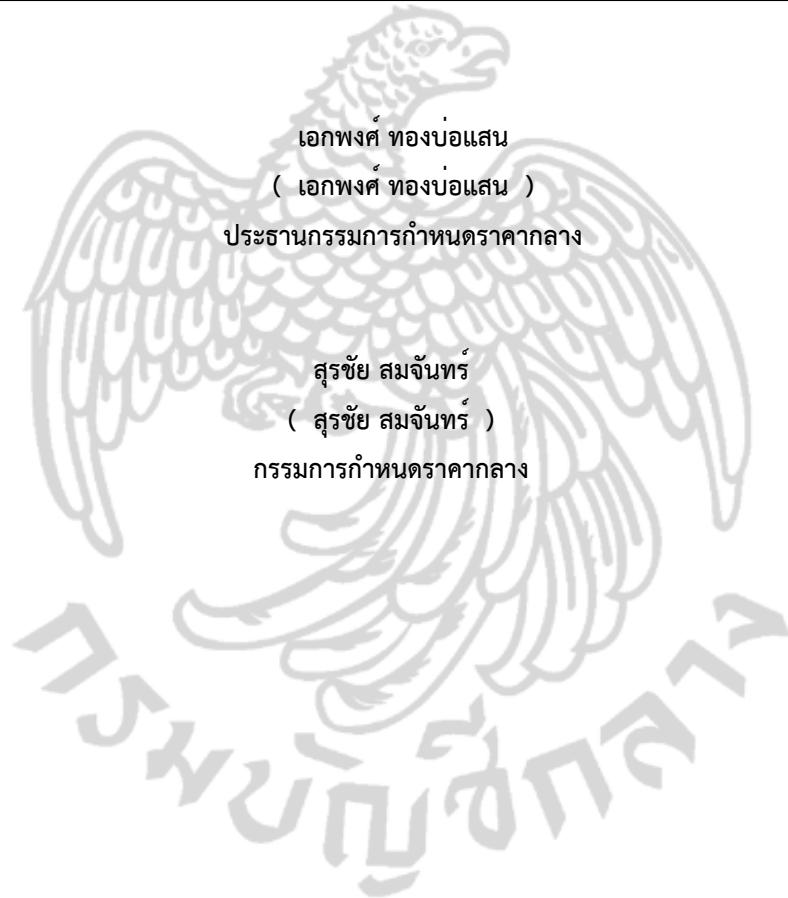 เอกพงศ์ ทองบ่อแสน
( เอกพงศ์ ทองบ่อแสน )
ประธานกรรมการกำหนดราคากลาง
สุรชัย สมจันทร์
( สุรชัย สมจันทร์ )
กรรมการกำหนดราคากลาง
กรมบัญชีกลาง